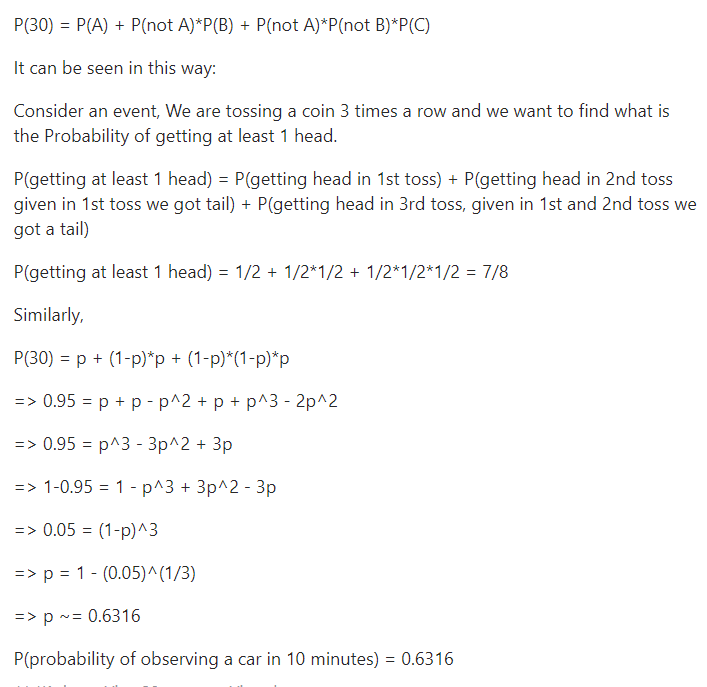 P(30) = P(A) + P(not A)*P(B) + P(not A)*P(not B)*P(C)
It can be seen in this way:
Consider an event, We are tossing a coin 3 times a row and we want to find what is
the Probability of getting at least 1 head.
P(getting at least 1 head) = P(getting head in 1st toss) + P(getting head in 2nd toss
given in 1st toss we got tail) + P(getting head in 3rd toss, given in 1st and 2nd toss we
got a tail)
P(getting at least 1 head) = 1/2 + 1/2*1/2 + 1/2*1/2*1/2 = 7/8
Similarly,
P(30) = p + (1-p)*p + (1-p)*(1-p)*p
=> 0.95 = p + p - p^2 + p + p^3 - 2p^2
=> 0.95 = p^3 - 3p^2 + 3p
=> 1-0.95 = 1 - p^3 + 3p^2 - 3p
=> 0.05 = (1-p)^3
=> p = 1 - (0.05)^(1/3)
=> p ~= 0.6316
P(probability of observing a car in 10 minutes) = 0.6316